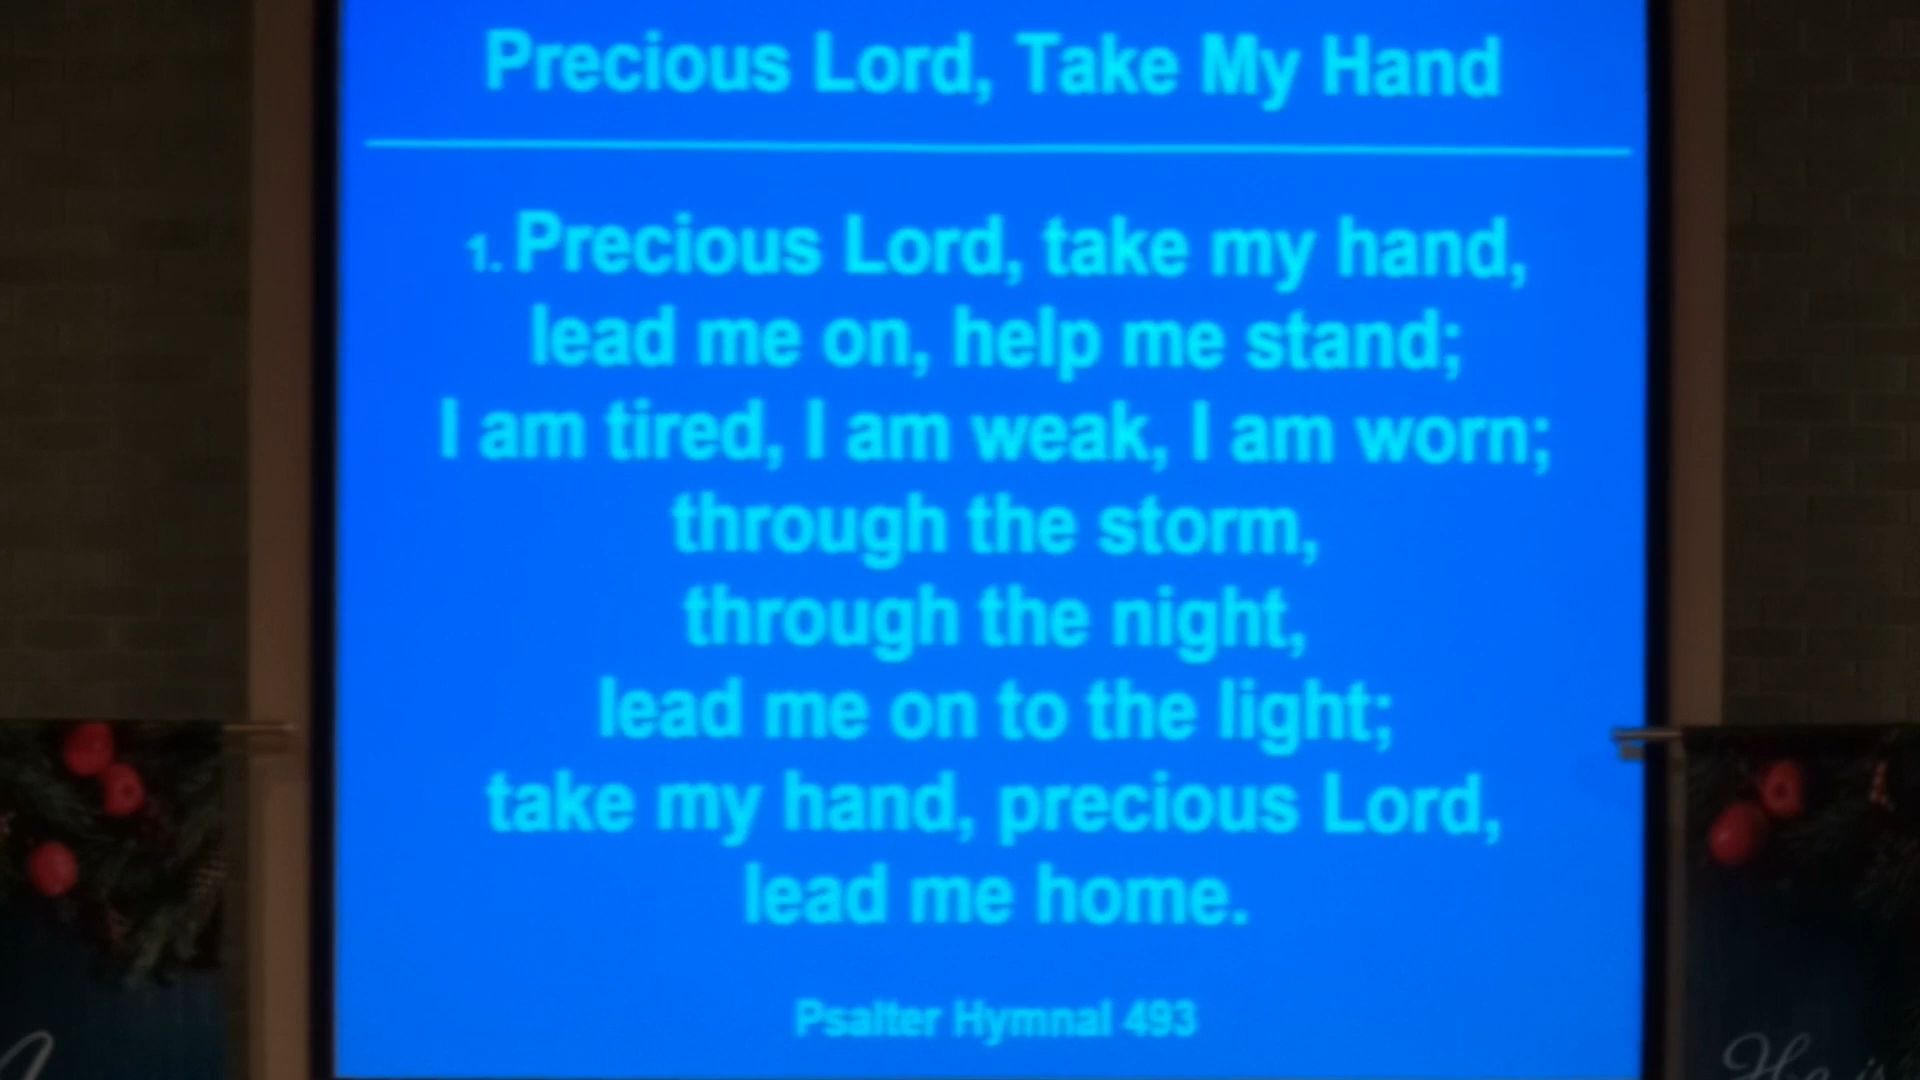 Precious Lord, Take My Hand
1. Precious Lord, take my hand,
lead me on, help me stand;
I am tired, I am weak, I am worn;
through the storm,
through the night,
lead me on to the light;
take my hand, precious Lord,
lead me home.
Psalter Hymnal 493
He is